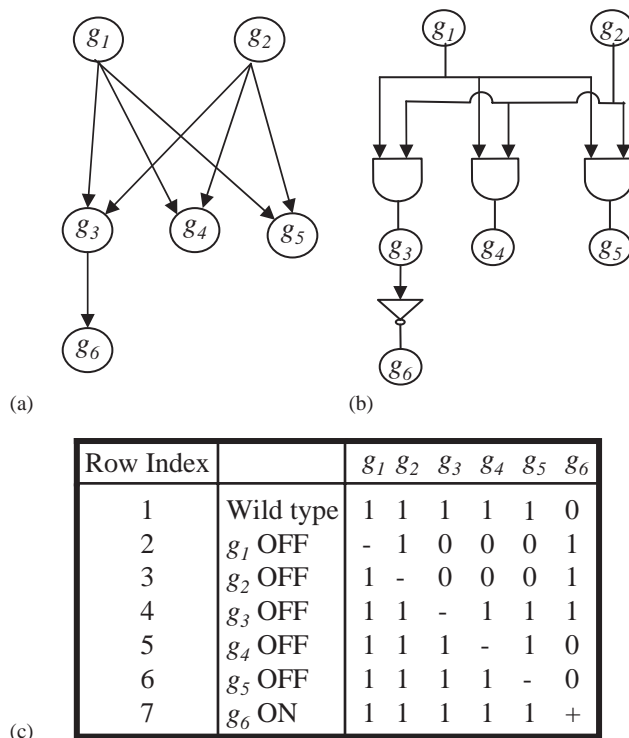 g1 g2 g1 g2
g3 g4 g5 g3 g4 g5
g6 g6
(a) (b)
Row Index g1 g2 g3 g4 g5 g6
1 Wild type 1 1 1 1 1 0
2 g1 OFF - 1 0 0 0 1
3 g2 OFF 1 - 0 0 0 1
4 g3 OFF 1 1 - 1 1 1
5 g4 OFF 1 1 1 - 1 0
6 g5 OFF 1 1 1 1 - 0
7 g6 ON 1 1 1 1 1 +
(c)